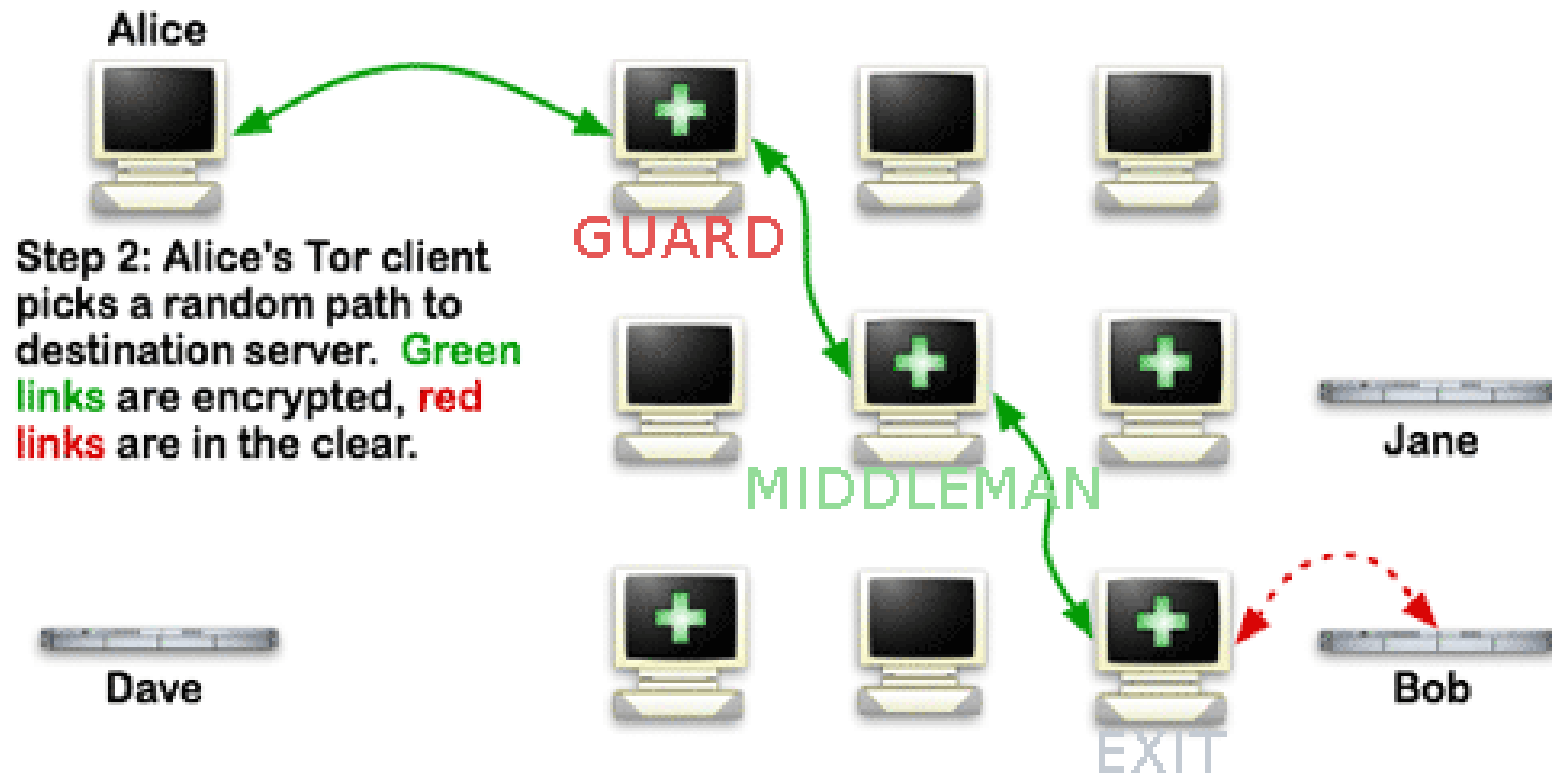 Alice
GUARD
Step 2: Alice's Tor client
picks a random path to
destination server. Green
links are encrypted, red
links are in the clear.
Jane
MIDDLEMAN
Dave
Bob
EXIT